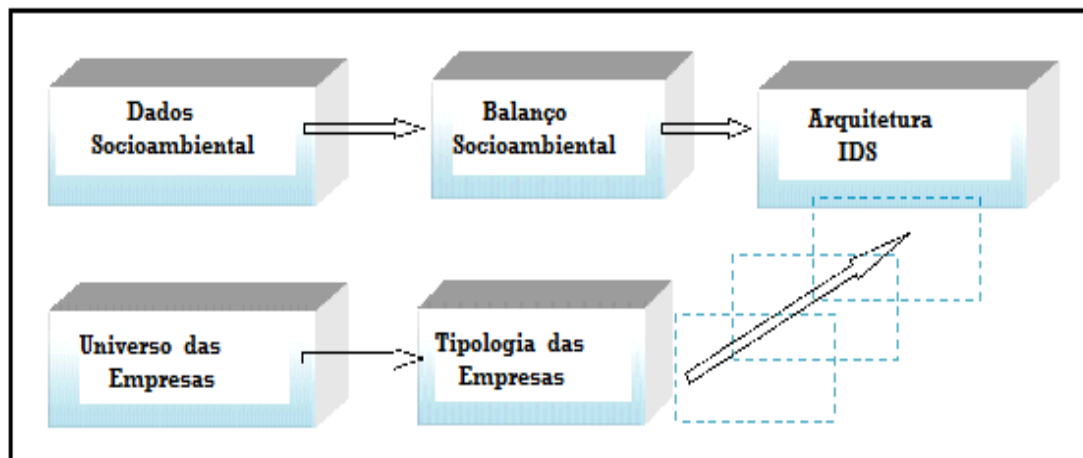 Dados
Socioambiental
Balanço
Socioambiental
Arquitetura
IDS
Universo das
Empresas
Tipologia das
Empresas